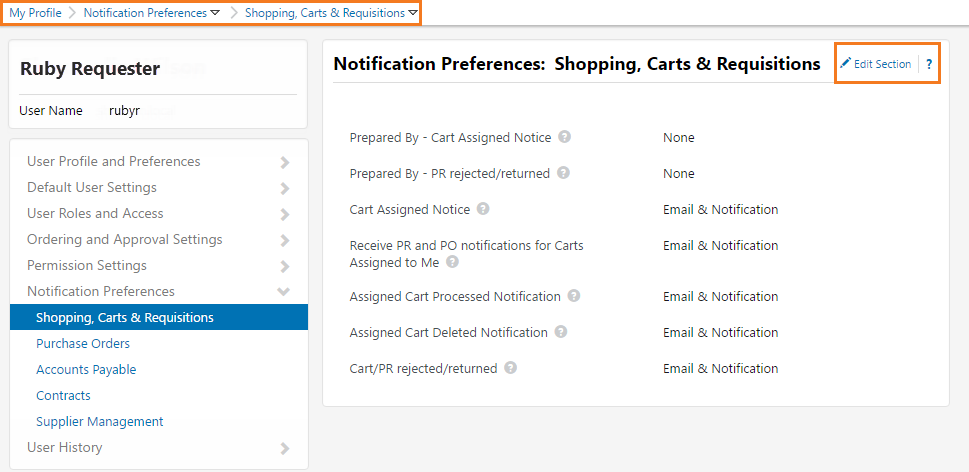 My Profile Notification Preferences Shopping, Carts & Requisitions
Ruby Requester
User Name rubyr
User Profile and Preferences
Default User Settings
User Roles and Access
Ordering and Approval Settings
Permission Settings
Notification Preferences
Shopping, Carts & Requisitions
Purchase Orders
Accounts Payable
Contracts
Supplier Management
User History
Notification Preferences: Shopping, Carts & Requisitions Edit Section ?
Prepared By - Cart Assigned Notice ? None
Prepared By - PR rejected/returned ? None
Cart Assigned Notice ? Email & Notification
Receive PR and PO notifications for Carts Email & Notification
Assigned to Me ?
Assigned Cart Processed Notification ? Email & Notification
Assigned Cart Deleted Notification ? Email & Notification
Cart/PR rejected/returned ? Email & Notification